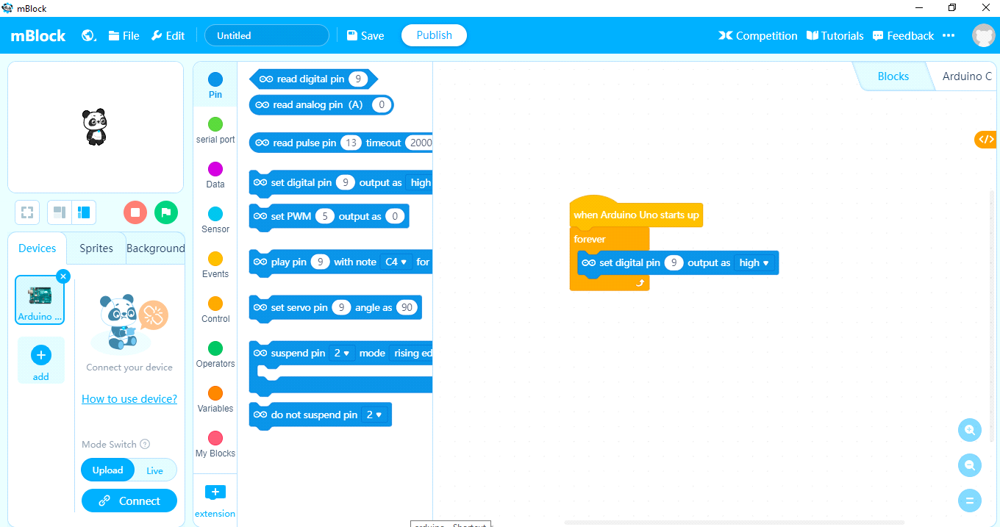 mBlock
mBlock File Edit Untitled Save Publish Competition Tutorials Feedback
Devices Sprites Background
Arduino ...
add
Connect your device
How to use device?
Mode Switch ?
Upload Live
Connect
Pin
serial port
Data
Sensor
Events
Control
Operators
Variables
My Blocks
extension
read digital pin 9
read analog pin (A) 0
read pulse pin 13 timeout 2000
set digital pin 9 output as high
set PWM 5 output as 0
play pin 9 with note C4 for
set servo pin 9 angle as 90
suspend pin 2 mode rising ed
do not suspend pin 2
Blocks Arduino C
</>
when Arduino Uno starts up
forever
set digital pin 9 output as high